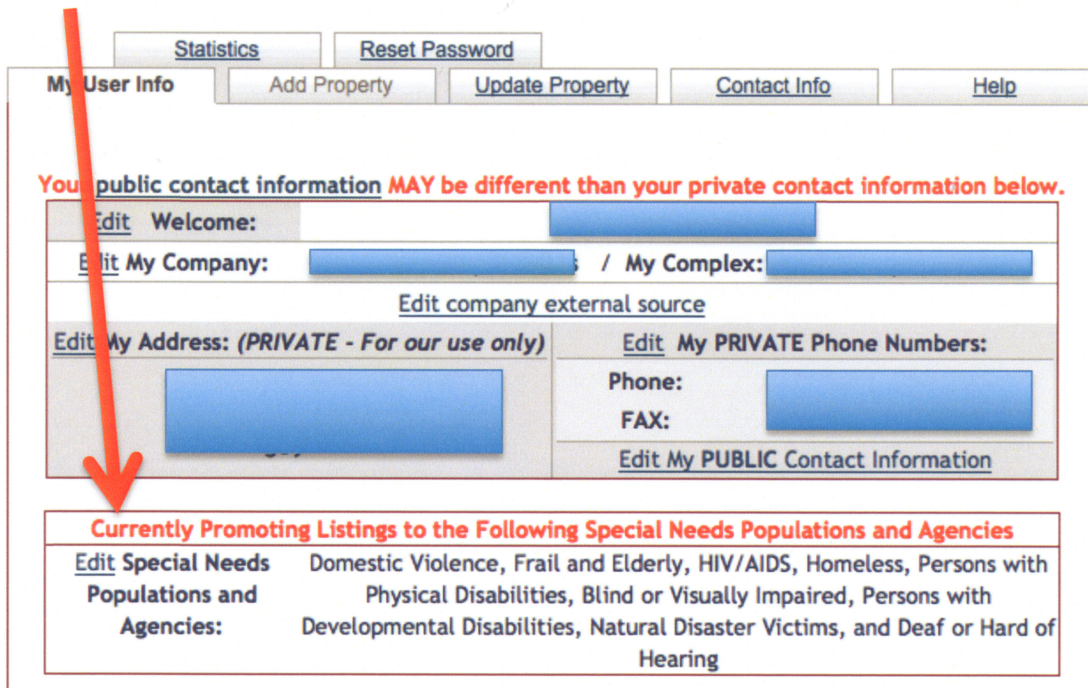 Statistics Reset Password
My User Info Add Property Update Property Contact Info Help
Your public contact information MAY be different than your private contact information below.
Edit Welcome:
Edit My Company: / My Complex:
Edit company external source
Edit My Address: (PRIVATE - For our use only) Edit My PRIVATE Phone Numbers:
Phone:
FAX:
Edit My PUBLIC Contact Information
Currently Promoting Listings to the Following Special Needs Populations and Agencies
Edit Special Needs Domestic Violence, Frail and Elderly, HIV/AIDS, Homeless, Persons with
Populations and Physical Disabilities, Blind or Visually Impaired, Persons with
Agencies: Developmental Disabilities, Natural Disaster Victims, and Deaf or Hard of
Hearing